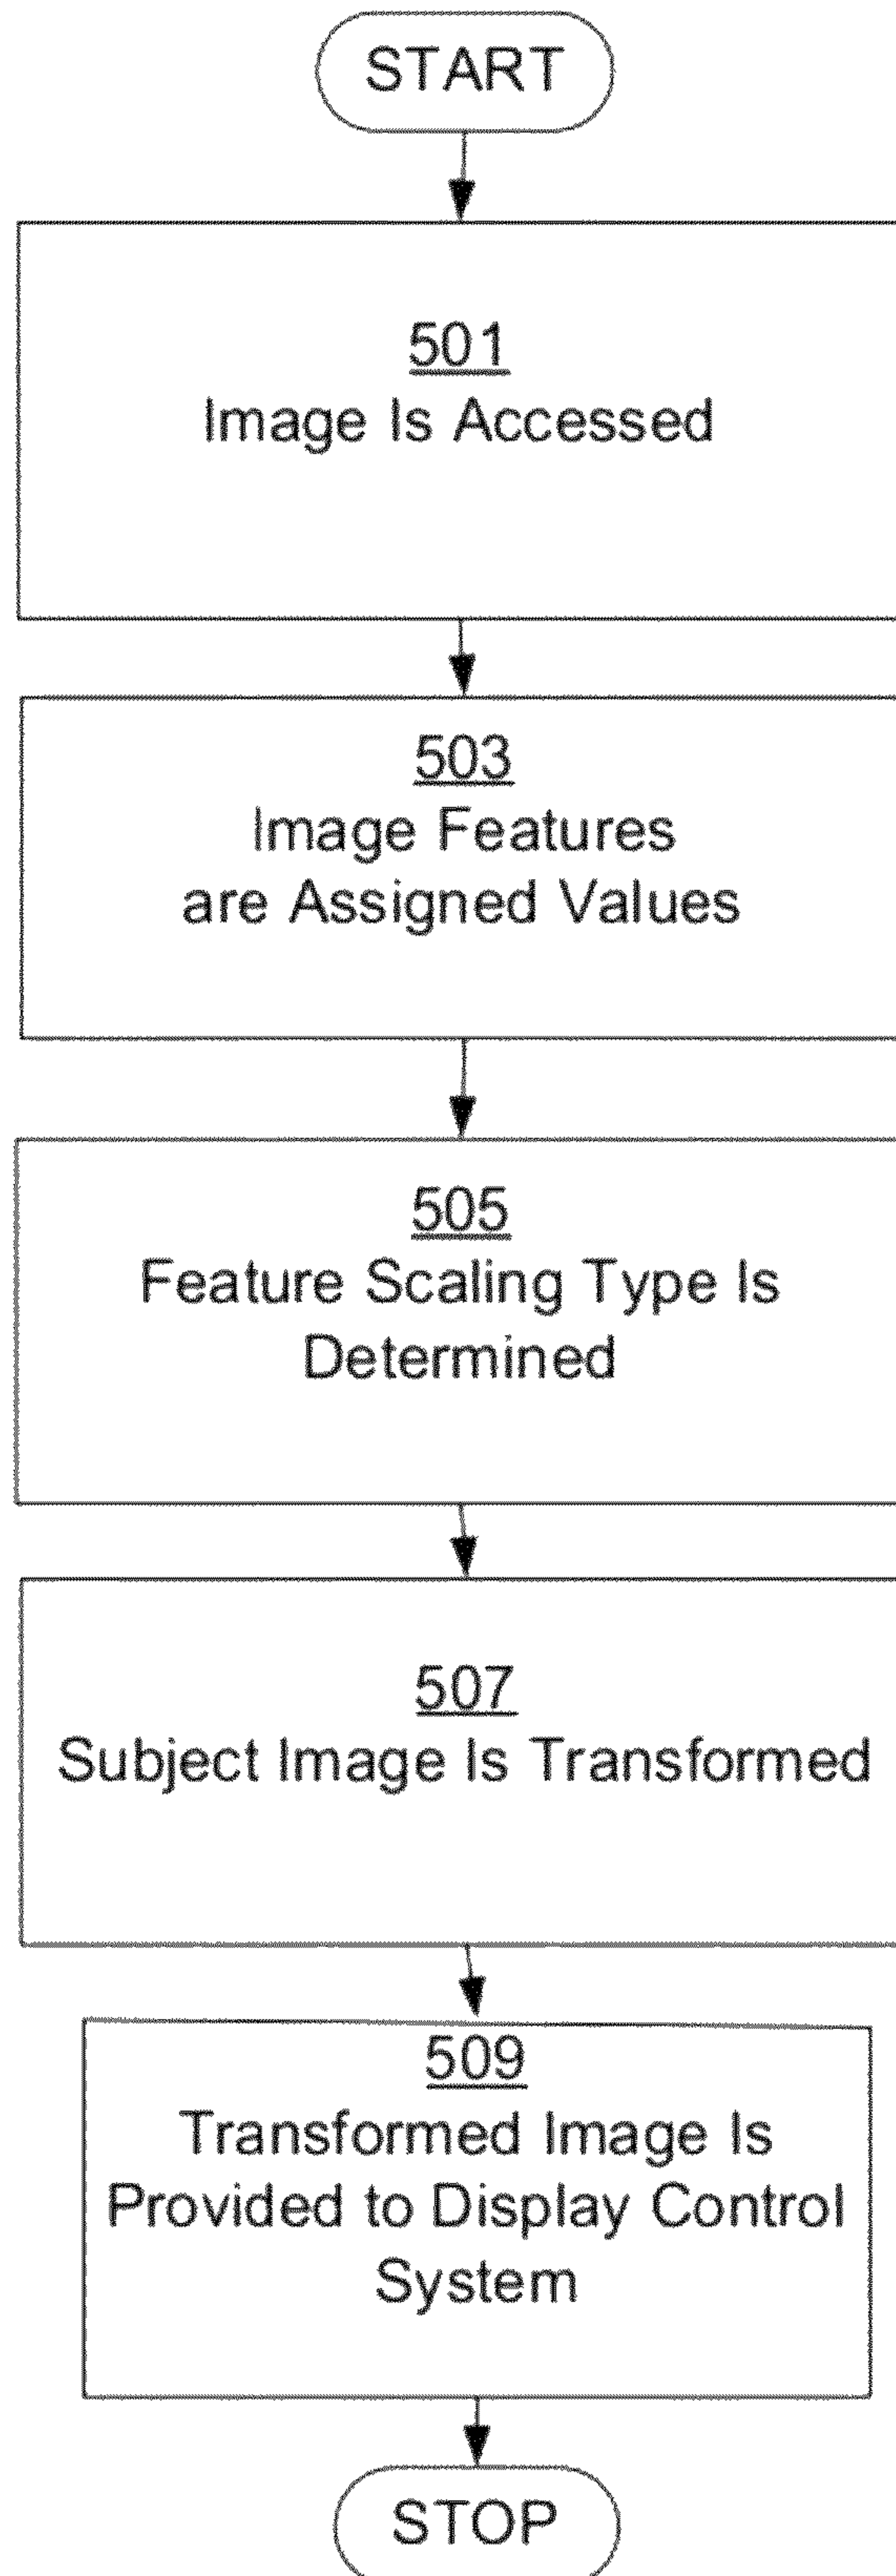 START
501
Image Is Accessed
503
Image Features
are Assigned Values
505
Feature Scaling Type Is
Determined
507
Subject Image Is Transformed
509
Transformed Image Is
Provided to Display Control
System
STOP